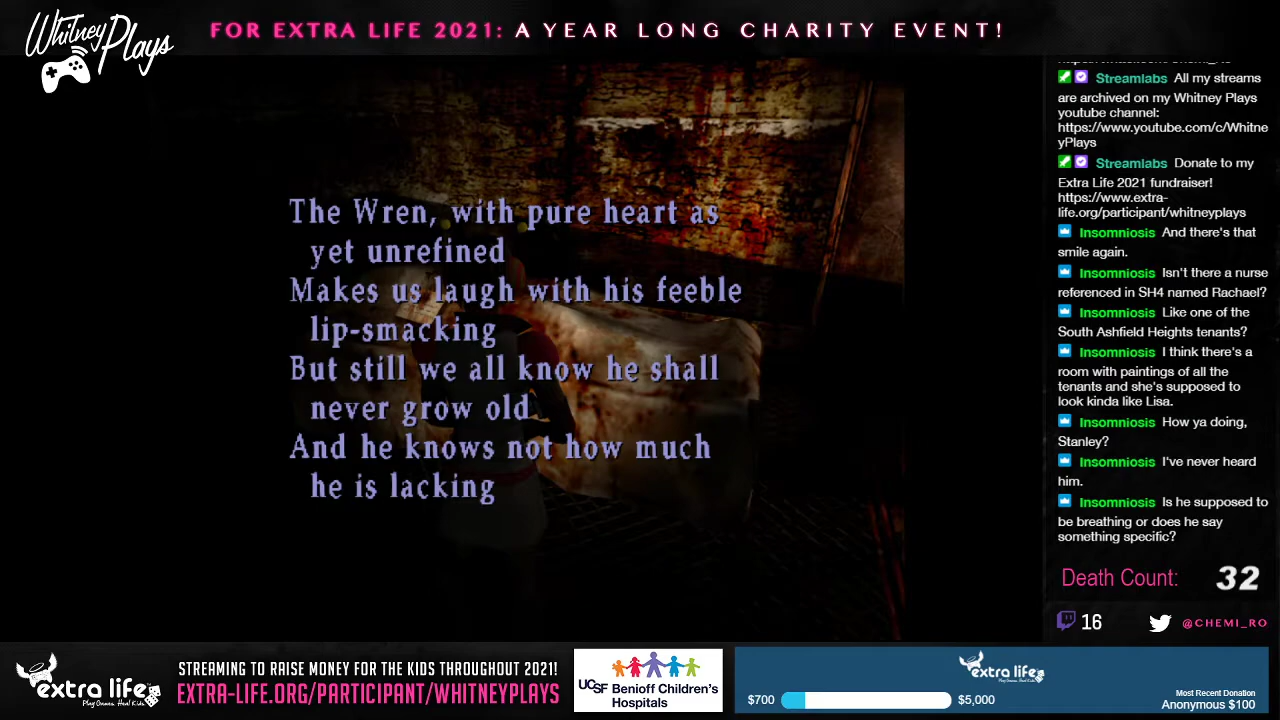 Whitney Plays
FOR EXTRA LIFE 2021: A YEAR LONG CHARITY EVENT!
The Wren, with pure heart as
yet unrefined
Makes us laugh with his feeble
lip-smacking
But still we all know he shall
never grow old
And he knows not how much
he is lacking
Streamlabs All my streams
are archived on my Whitney Plays
youtube channel:
https://www.youtube.com/c/Whitne
yPlays
Streamlabs Donate to my
Extra Life 2021 fundraiser!
https://www.extra-
life.org/participant/whitneyplays
Insomniosis And there's that
smile again.
Insomniosis Isn't there a nurse
referenced in SH4 named Rachael?
Insomniosis Like one of the
South Ashfield Heights tenants?
Insomniosis I think there's a
room with paintings of all the
tenants and she's supposed to
look kinda like Lisa.
Insomniosis How ya doing,
Stanley?
Insomniosis I've never heard
him.
Insomniosis Is he supposed to
be breathing or does he say
something specific?
Death Count: 32
16 @CHEMI_RO
extra life
Play Games. Heal Kids.
STREAMING TO RAISE MONEY FOR THE KIDS THROUGHOUT 2021!
EXTRA-LIFE.ORG/PARTICIPANT/WHITNEYPLAYS
UCSF Benioff Children's
Hospitals
extra life
$700 $5,000
Most Recent Donation
Anonymous $100